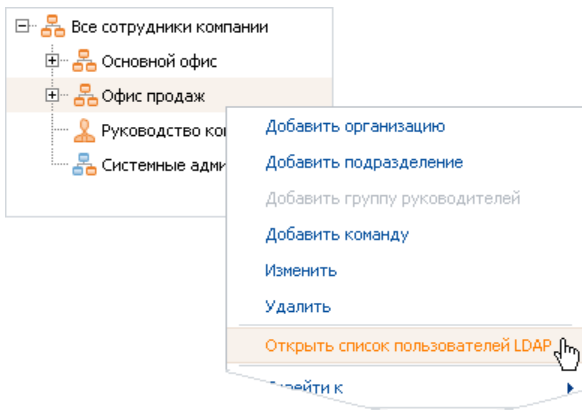 Все сотрудники компании
Основной офис
Офис продаж
Руководство
Системные
Добавить организацию
Добавить подразделение
Добавить группу руководителей
Добавить команду
Изменить
Удалить
Открыть список пользователей LDAP
к